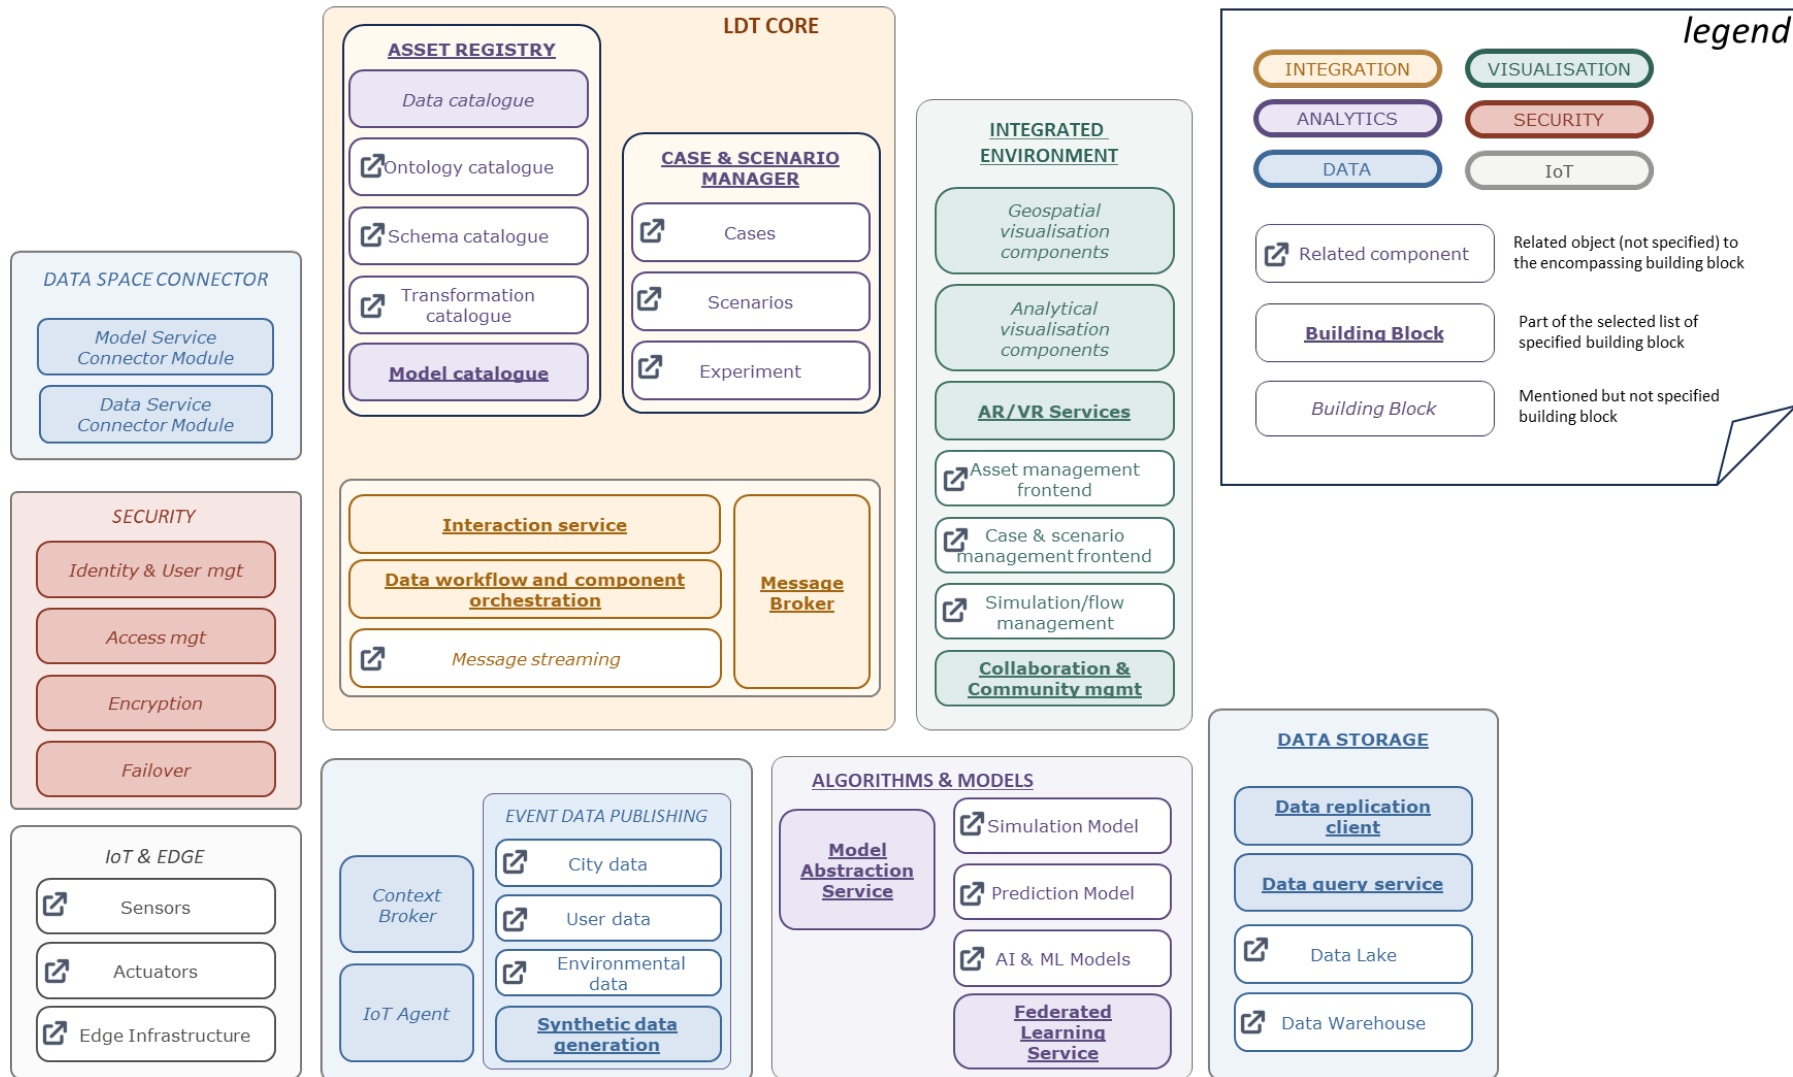 LDT CORE
ASSET REGISTRY
Data catalogue
Ontology catalogue
Schema catalogue
Transformation
catalogue
Model catalogue
CASE & SCENARIO
MANAGER
Cases
Scenarios
Experiment
Interaction service
Data workflow and component
orchestration
Message streaming
Message
Broker
DATA SPACE CONNECTOR
Model Service
Connector Module
Data Service
Connector Module
SECURITY
Identity & User mgt
Access mgt
Encryption
Failover
IoT & EDGE
Sensors
Actuators
Edge Infrastructure
Context
Broker
IoT Agent
EVENT DATA PUBLISHING
City data
User data
Environmental
data
Synthetic data
generation
INTEGRATED
ENVIRONMENT
Geospatial
visualisation
components
Analytical
visualisation
components
AR/VR Services
Asset management
frontend
Case & scenario
management frontend
Simulation/flow
management
Collaboration &
Community mgmt
ALGORITHMS & MODELS
Model
Abstraction
Service
Simulation Model
Prediction Model
AI & ML Models
Federated
Learning
Service
DATA STORAGE
Data replication
client
Data query service
Data Lake
Data Warehouse
legend
INTEGRATION
VISUALISATION
ANALYTICS
SECURITY
DATA
IoT
Related component
Related object (not specified) to
the encompassing building block
Building Block
Part of the selected list of
specified building block
Building Block
Mentioned but not specified
building block